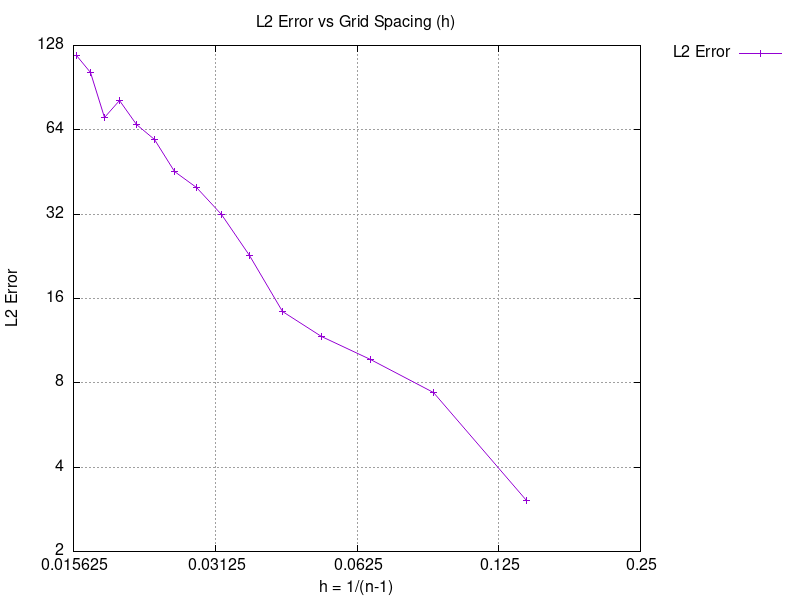 L2 Error vs Grid Spacing (h)
L2 Error
128
64
32
16
8
4
2
L2 Error
0.015625 0.03125 0.0625 0.125 0.25
h = 1/(n-1)